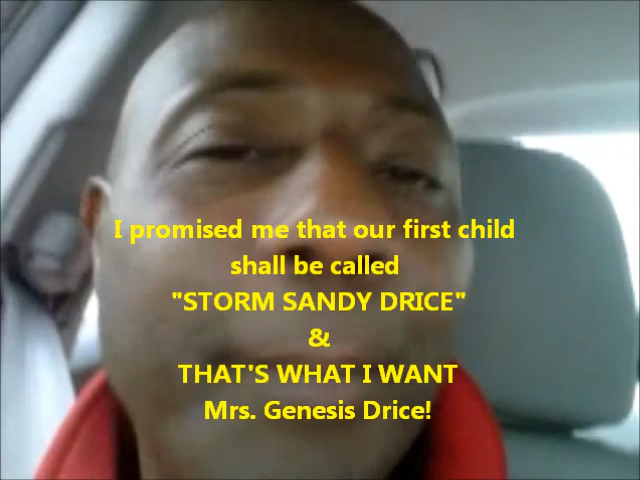 I promised me that our first child
shall be called
"STORM SANDY DRICE"
&
THAT'S WHAT I WANT
Mrs. Genesis Drice!